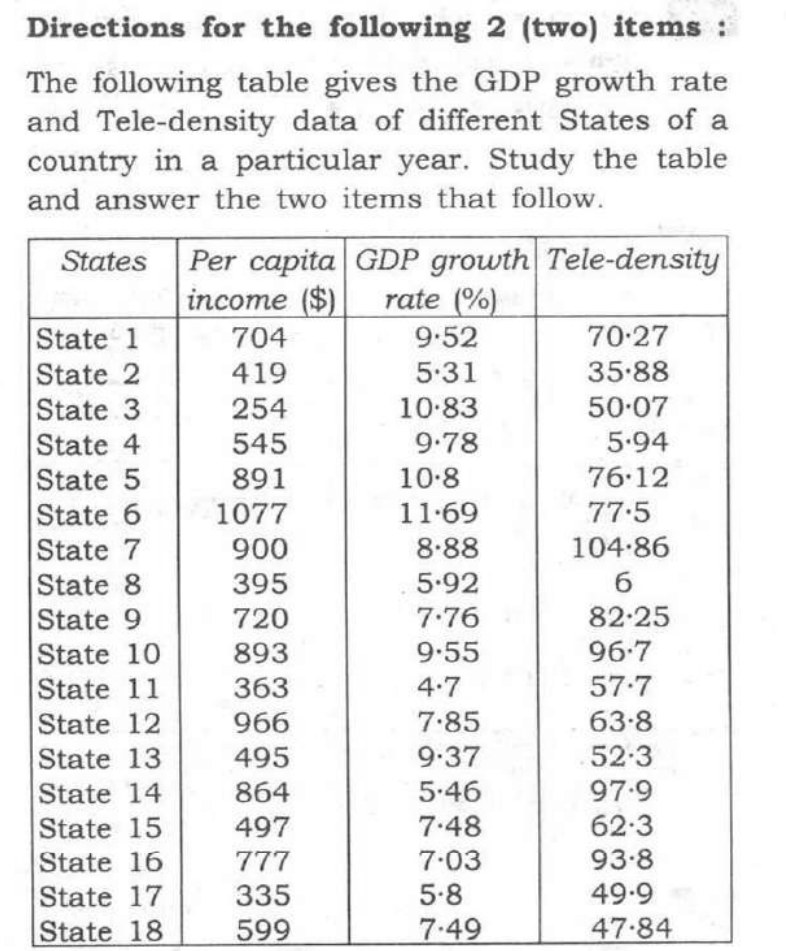 Directions for the following 2 (two) items :
The following table gives the GDP growth rate
and Tele-density data of different States of a
country in a particular year. Study the table
and answer the two items that follow.
States Per capita GDP growth Tele-density
income ($) rate (%)
State 1 704 9·52 70·27
State 2 419 5·31 35·88
State 3 254 10·83 50·07
State 4 545 9·78 5·94
State 5 891 10·8 76·12
State 6 1077 11·69 77·5
State 7 900 8·88 104·86
State 8 395 5·92 6
State 9 720 7·76 82·25
State 10 893 9·55 96·7
State 11 363 4·7 57·7
State 12 966 7·85 63·8
State 13 495 9·37 52·3
State 14 864 5·46 97·9
State 15 497 7·48 62·3
State 16 777 7·03 93·8
State 17 335 5·8 49·9
State 18 599 7·49 47·84